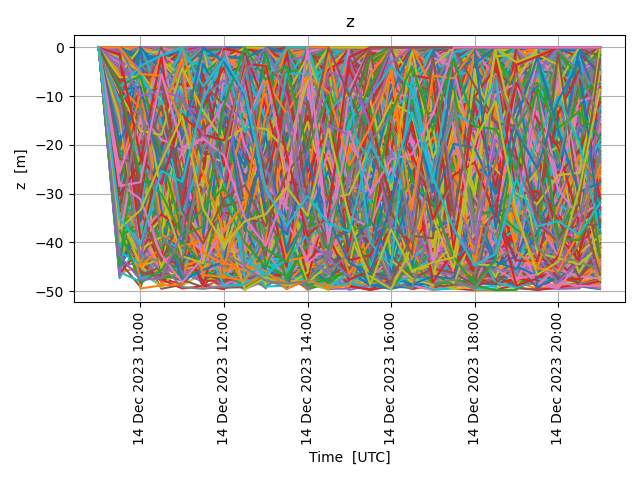 z
z [m]
0
−10
−20
−30
−40
−50
14 Dec 2023 10:00
14 Dec 2023 12:00
14 Dec 2023 14:00
14 Dec 2023 16:00
14 Dec 2023 18:00
14 Dec 2023 20:00
Time [UTC]